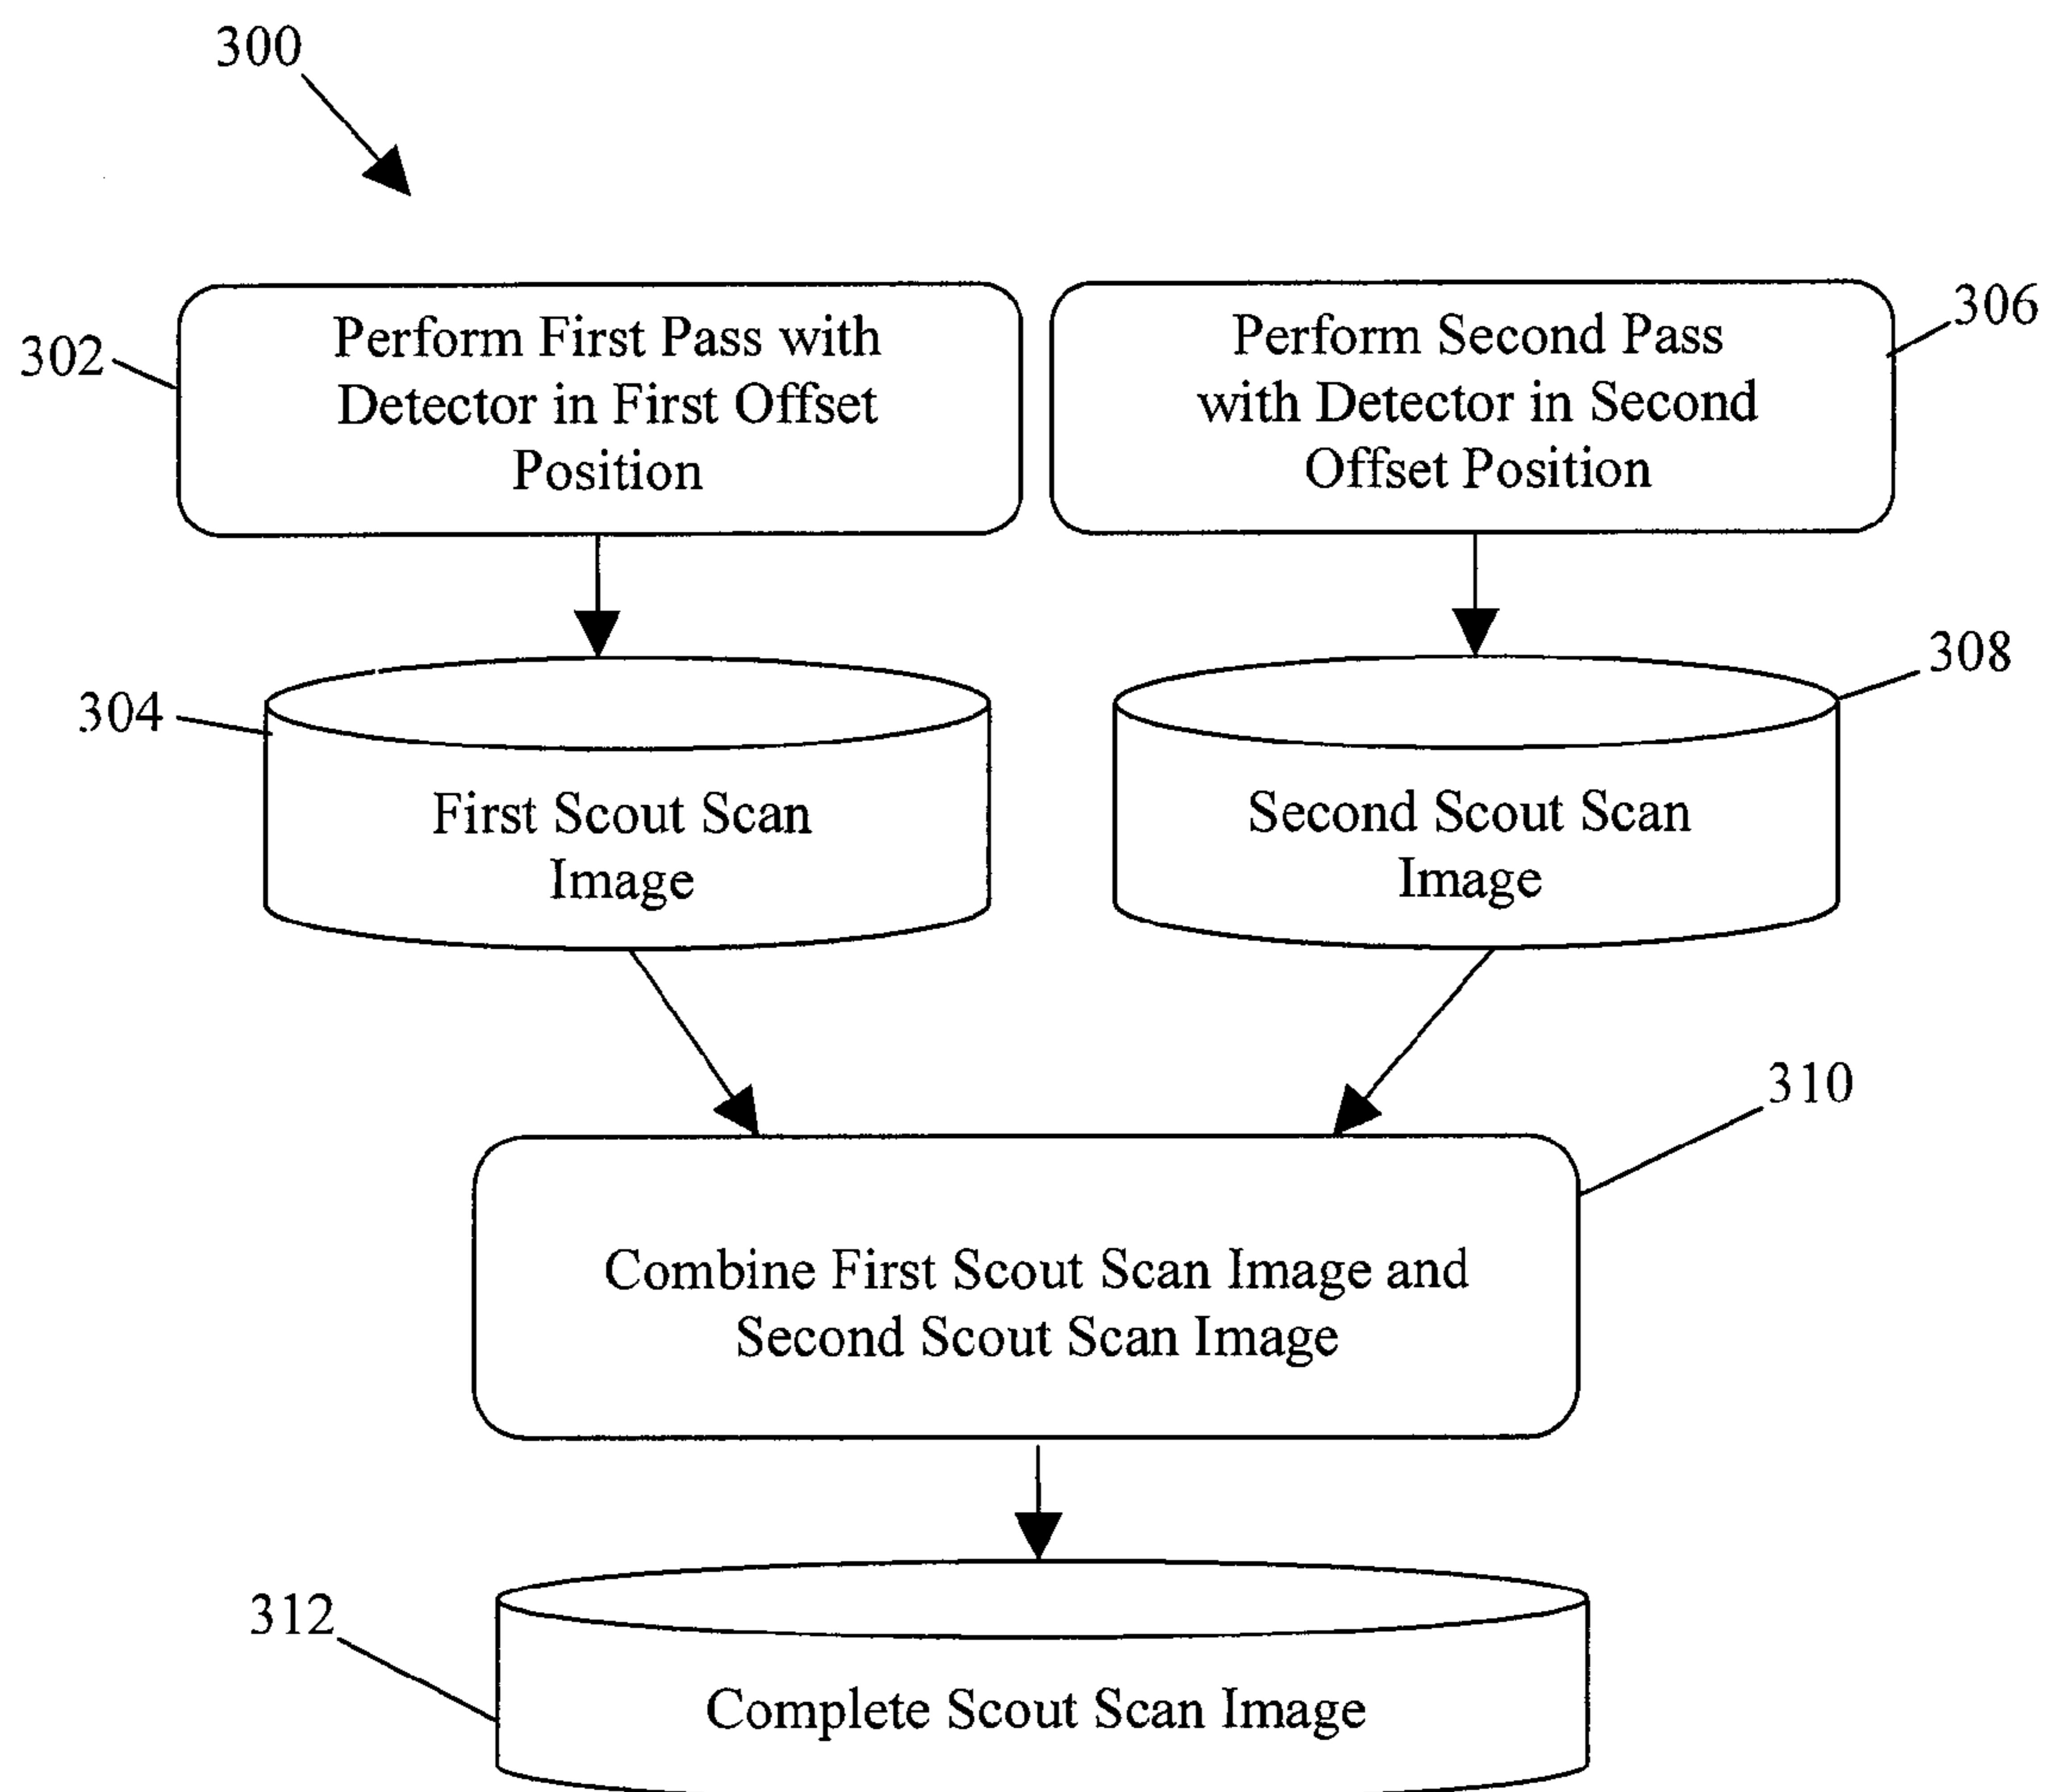 300
302
Perform First Pass with
Detector in First Offset
Position
306
Perform Second Pass
with Detector in Second
Offset Position
304
First Scout Scan
Image
308
Second Scout Scan
Image
310
Combine First Scout Scan Image and
Second Scout Scan Image
312
Complete Scout Scan Image